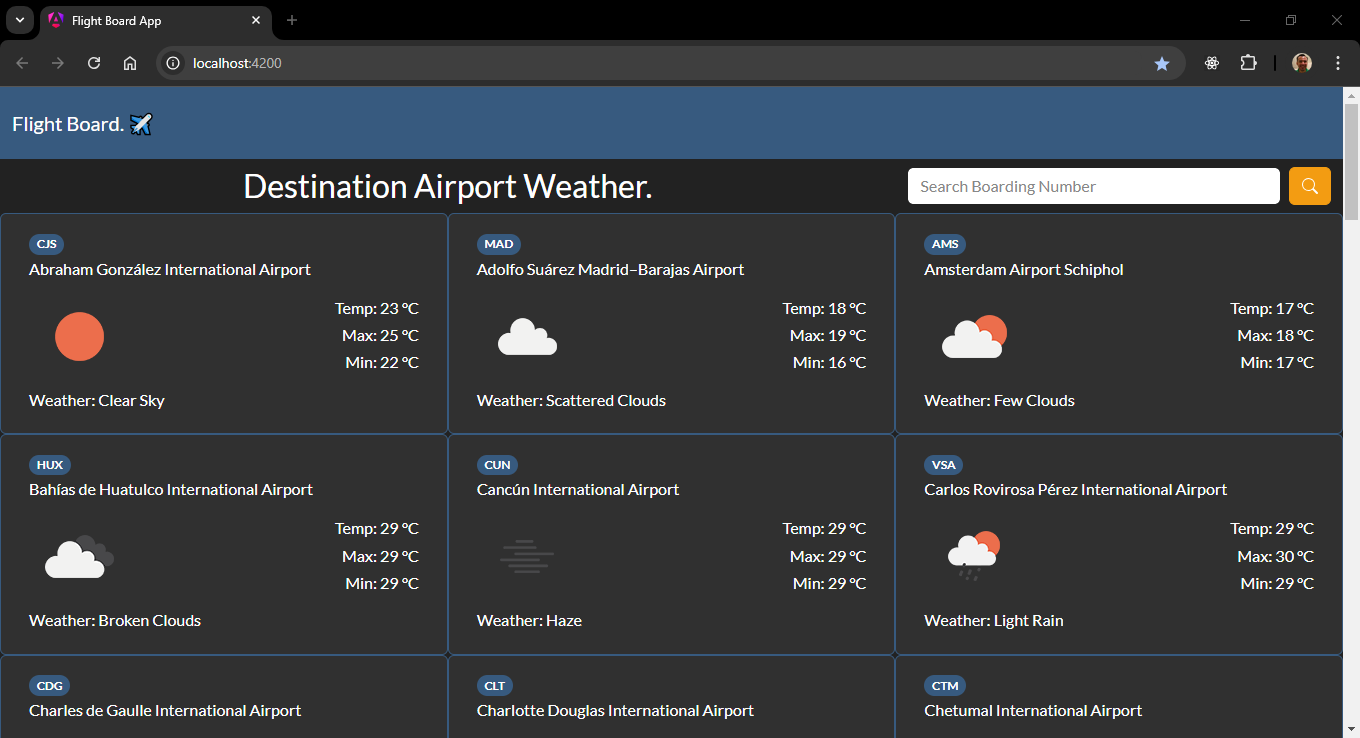 Flight Board App
localhost:4200
Flight Board. ✈️
Destination Airport Weather.
Search Boarding Number
CJS
Abraham González International Airport
Temp: 23 °C
Max: 25 °C
Min: 22 °C
Weather: Clear Sky
MAD
Adolfo Suárez Madrid–Barajas Airport
Temp: 18 °C
Max: 19 °C
Min: 16 °C
Weather: Scattered Clouds
AMS
Amsterdam Airport Schiphol
Temp: 17 °C
Max: 18 °C
Min: 17 °C
Weather: Few Clouds
HUX
Bahías de Huatulco International Airport
Temp: 29 °C
Max: 29 °C
Min: 29 °C
Weather: Broken Clouds
CUN
Cancún International Airport
Temp: 29 °C
Max: 29 °C
Min: 29 °C
Weather: Haze
VSA
Carlos Rovirosa Pérez International Airport
Temp: 29 °C
Max: 30 °C
Min: 29 °C
Weather: Light Rain
CDG
Charles de Gaulle International Airport
CLT
Charlotte Douglas International Airport
CTM
Chetumal International Airport